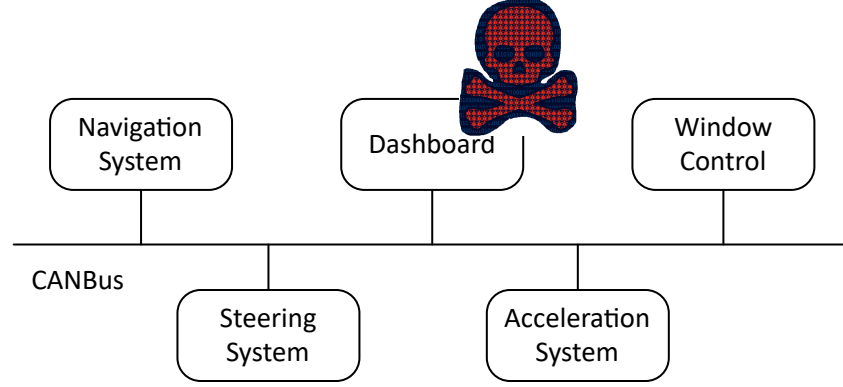 Navigation
System
Dashboard
Window
Control
CANBus
Steering
System
Acceleration
System